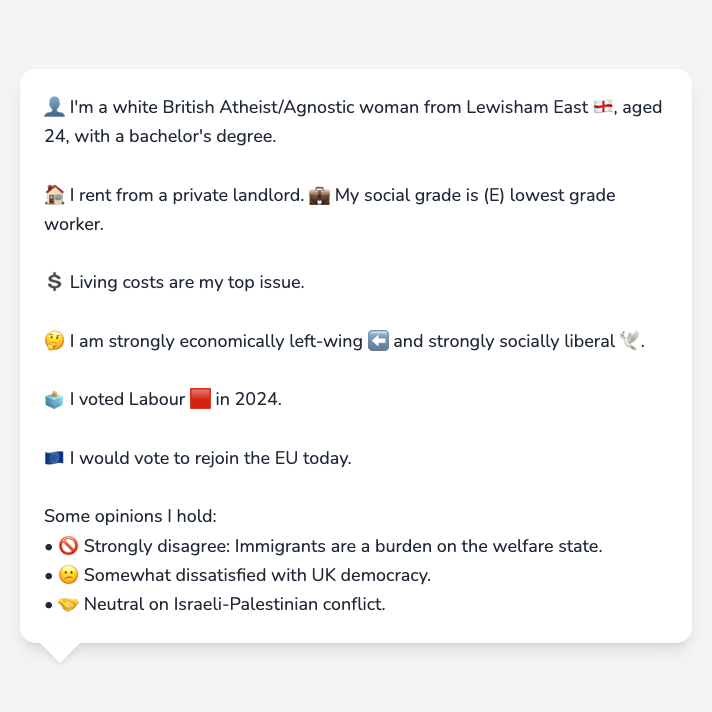 👤 I'm a white British Atheist/Agnostic woman from Lewisham East 🏴󠁧󠁢󠁥󠁮󠁧󠁿, aged
24, with a bachelor's degree.
🏠 I rent from a private landlord. 💼 My social grade is (E) lowest grade
worker.
💲 Living costs are my top issue.
🤔 I am strongly economically left-wing ⬅️ and strongly socially liberal 🕊️.
🗳️ I voted Labour 🟥 in 2024.
🇪🇺 I would vote to rejoin the EU today.
Some opinions I hold:
• 🚫 Strongly disagree: Immigrants are a burden on the welfare state.
• 😕 Somewhat dissatisfied with UK democracy.
• 🤝 Neutral on Israeli-Palestinian conflict.